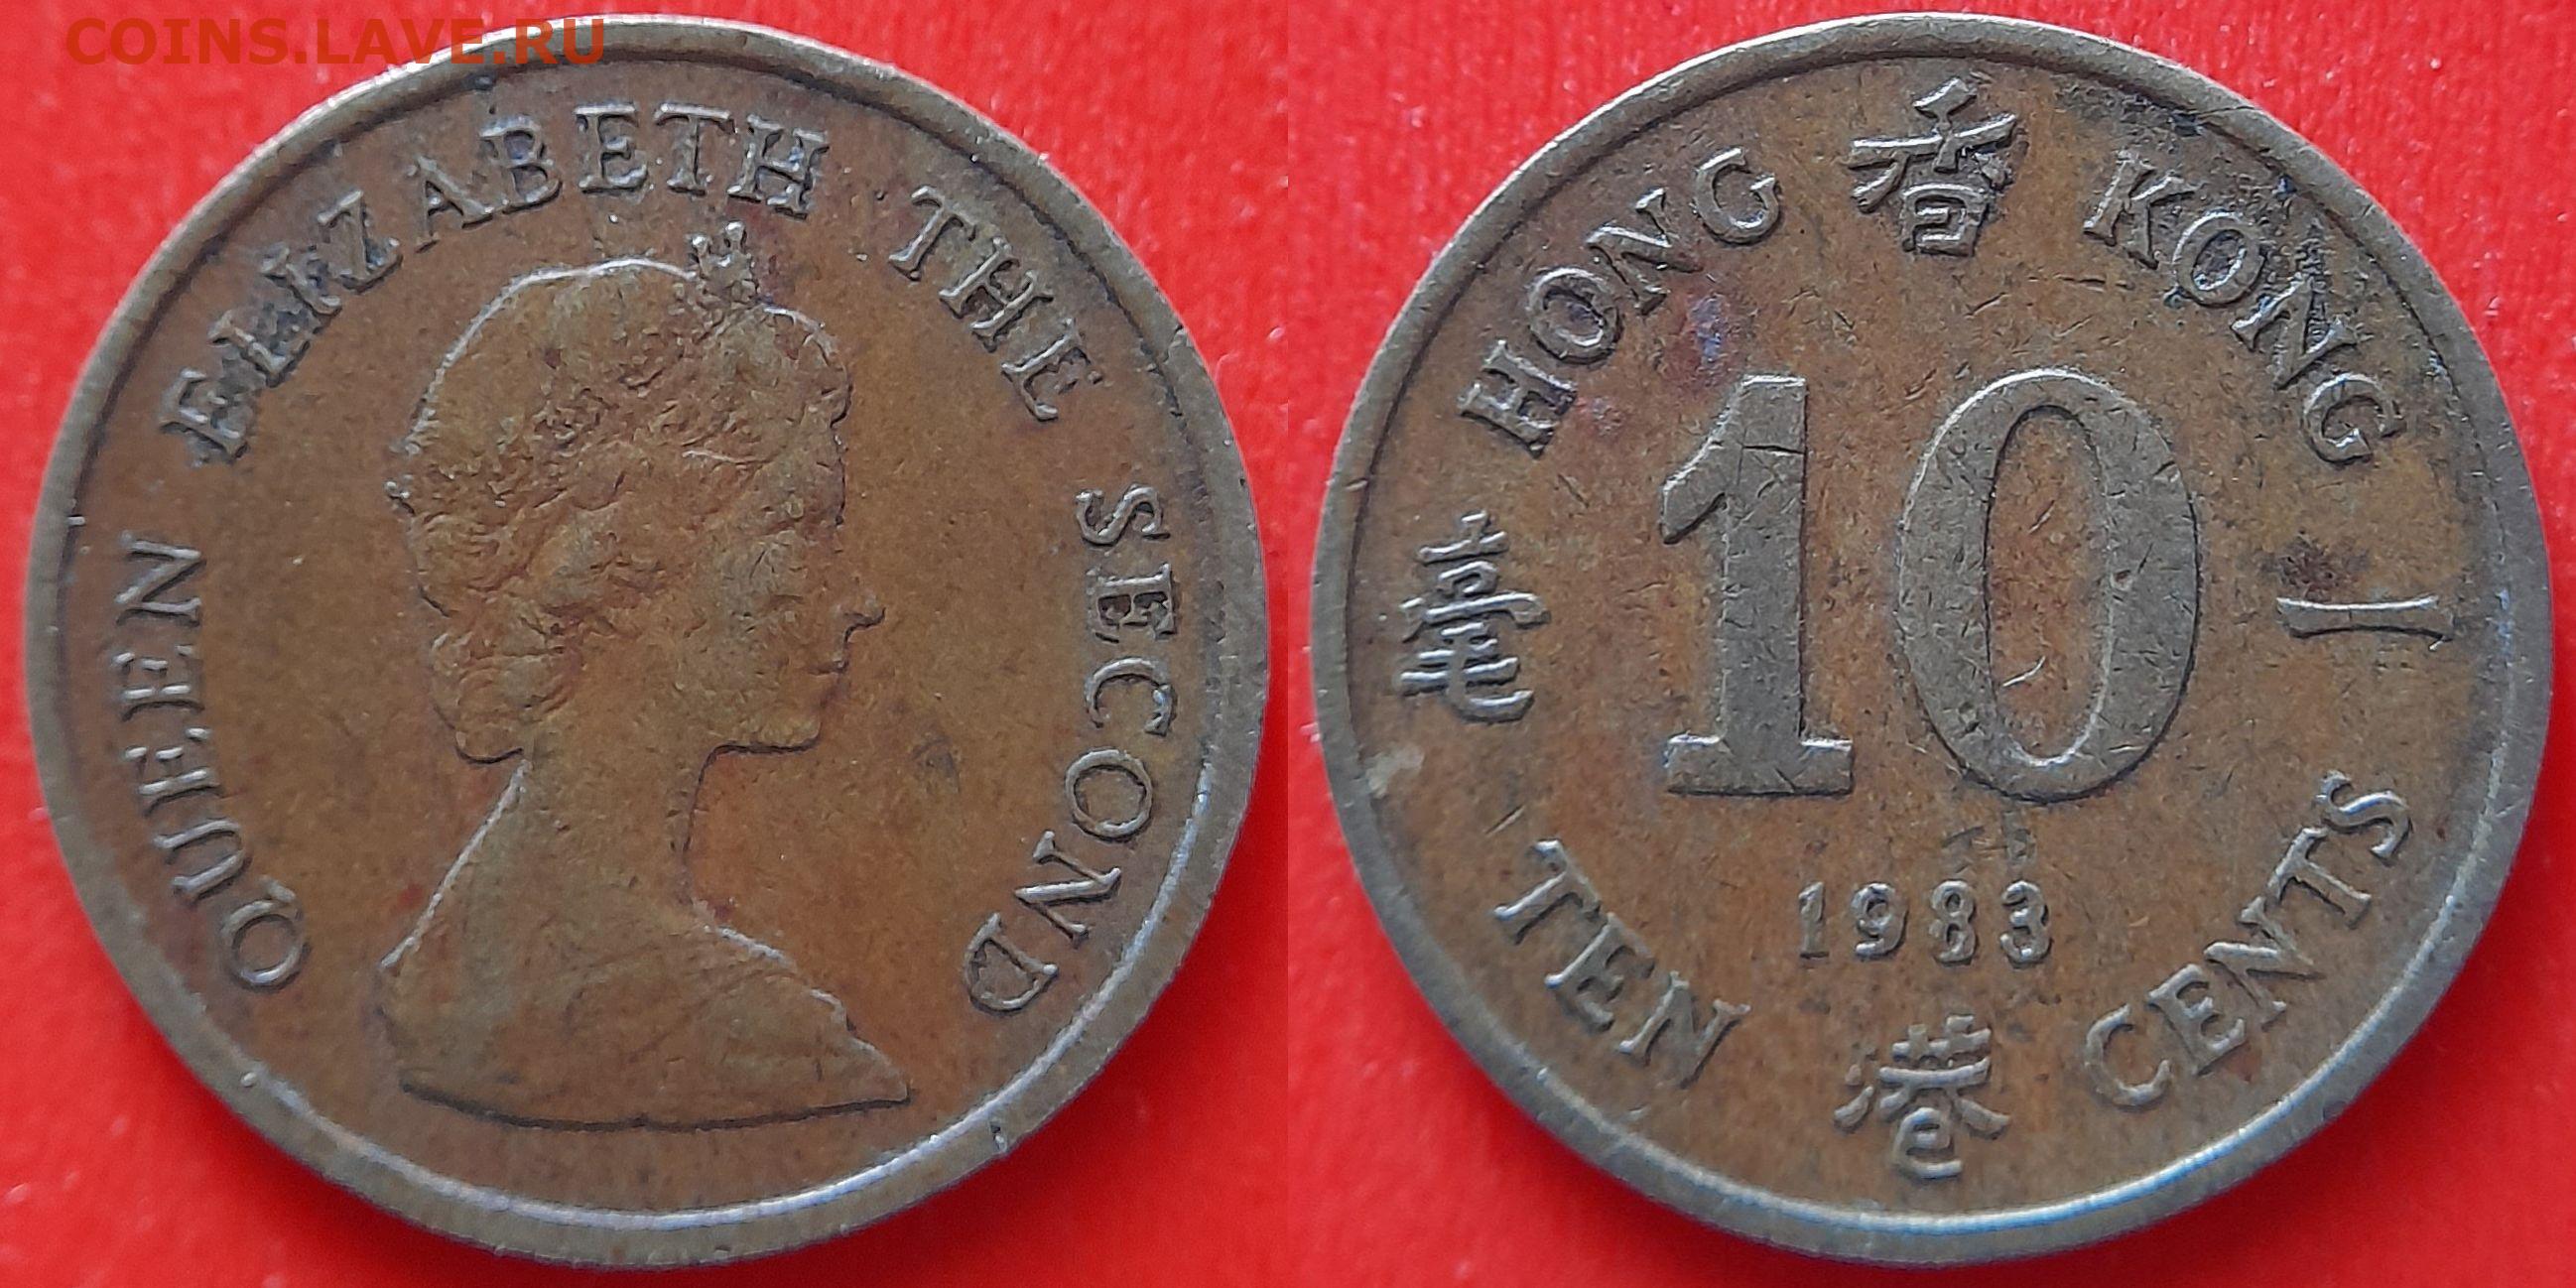 COINS.LAVE.RU
QUEEN ELIZABETH THE SECOND
HONG 香 KONG
毫 10 一
1983
TEN 港 CENTS